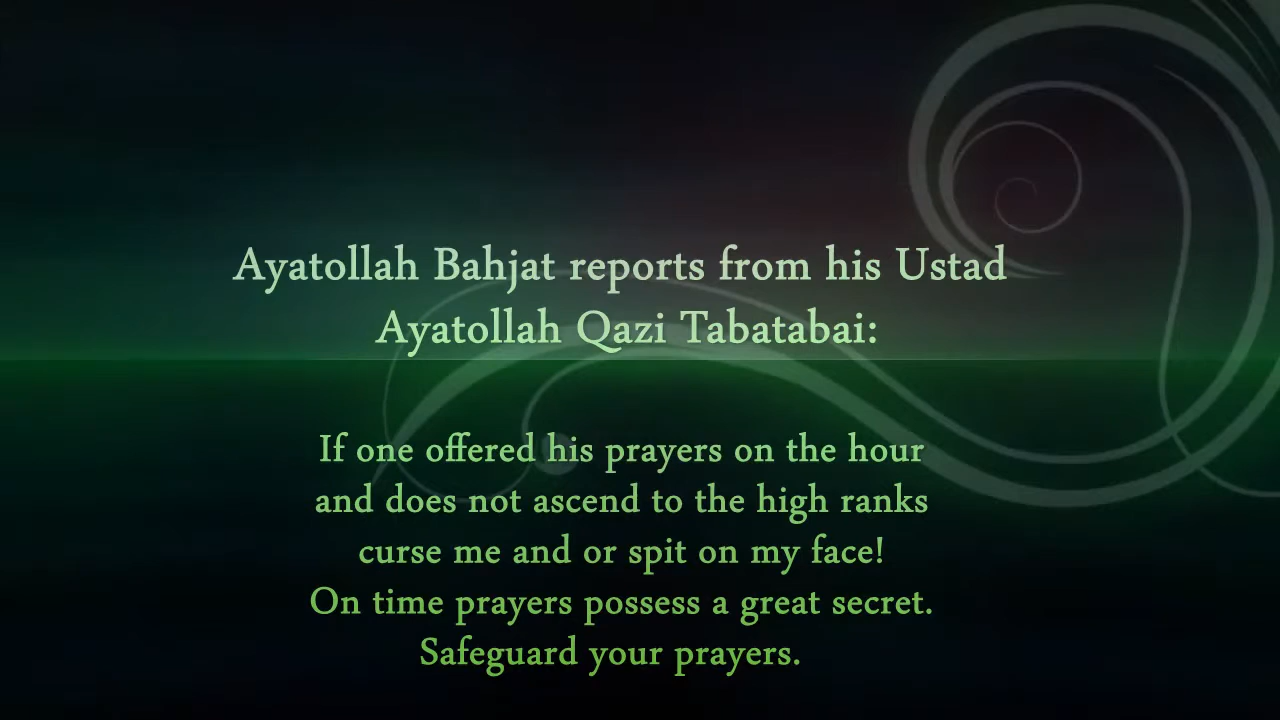 Ayatollah Bahjat reports from his Ustad
Ayatollah Qazi Tabatabai:
If one offered his prayers on the hour
and does not ascend to the high ranks
curse me and or spit on my face!
On time prayers possess a great secret.
Safeguard your prayers.